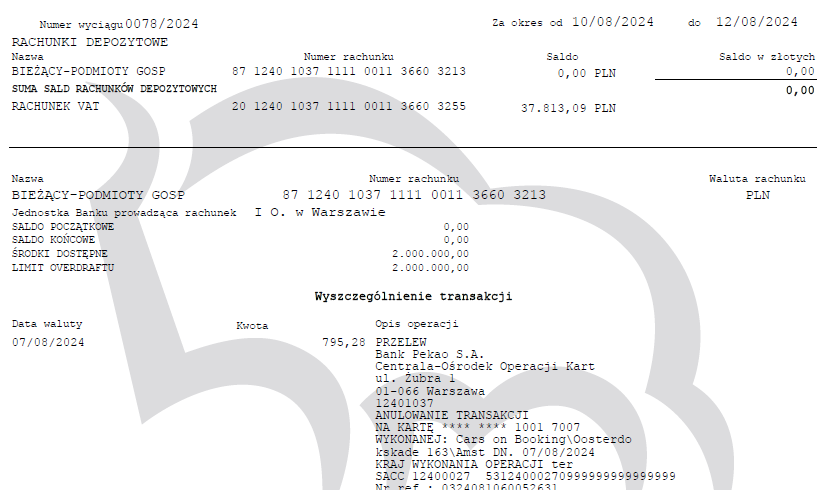 Numer wyciągu 0078/2024 Za okres od 10/08/2024 do 12/08/2024
RACHUNKI DEPOZYTOWE
Nazwa Numer rachunku Saldo Saldo w złotych
BIEŻĄCY-PODMIOTY GOSP 87 1240 1037 1111 0011 3660 3213 0,00 PLN 0,00
SUMA SALD RACHUNKÓW DEPOZYTOWYCH 0,00
RACHUNEK VAT 20 1240 1037 1111 0011 3660 3255 37.813,09 PLN
Nazwa Numer rachunku Waluta rachunku
BIEŻĄCY-PODMIOTY GOSP 87 1240 1037 1111 0011 3660 3213 PLN
Jednostka Banku prowadząca rachunek I O. w Warszawie
SALDO POCZĄTKOWE 0,00
SALDO KOŃCOWE 0,00
ŚRODKI DOSTĘPNE 2.000.000,00
LIMIT OVERDRAFTU 2.000.000,00
Wyszczególnienie transakcji
Data waluty Kwota Opis operacji
07/08/2024 795,28 PRZELEW
Bank Pekao S.A.
Centrala-Ośrodek Operacji Kart
ul. Żubra 1
01-066 Warszawa
12401037
ANULOWANIE TRANSAKCJI
NA KARTĘ **** **** 1001 7007
WYKONANEJ: Cars on Booking\Oosterdo
kskade 163\Amst DN. 07/08/2024
KRAJ WYKONANIA OPERACJI ter
SACC 12400027 53124000270999999999999999
Nr ref.: 0324081060052631